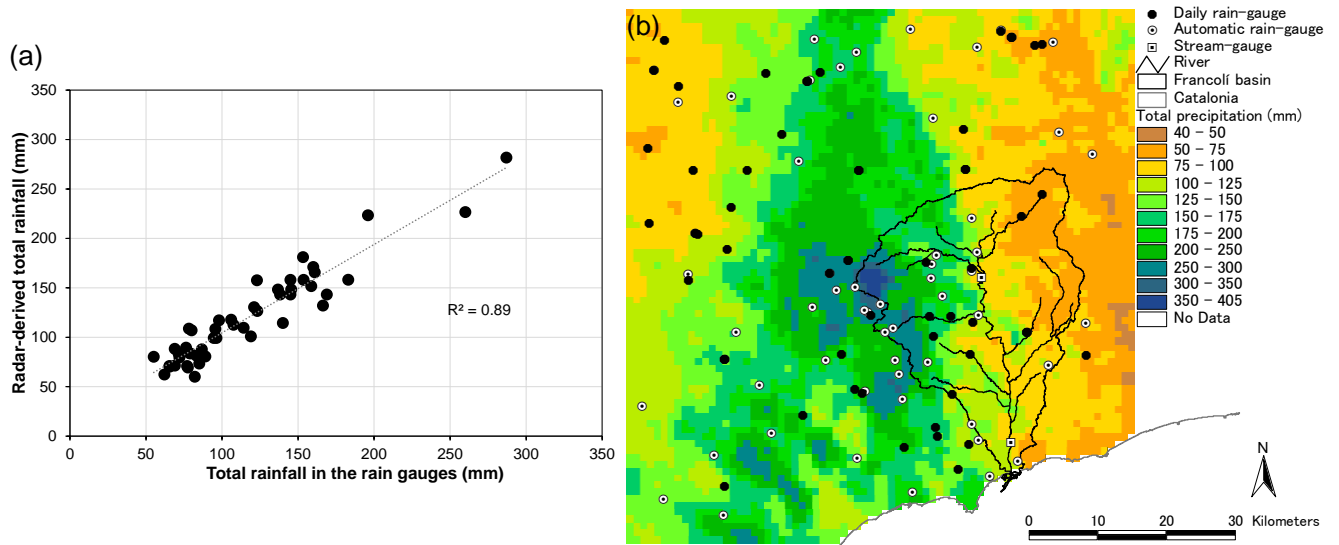 (a)
350
300
250
200
150
100
50
0
Radar-derived total rainfall (mm)
R² = 0.89
0 50 100 150 200 250 300 350
Total rainfall in the rain gauges (mm)
(b)
Daily rain-gauge
Automatic rain-gauge
Stream-gauge
River
Francolí basin
Catalonia
Total precipitation (mm)
40 - 50
50 - 75
75 - 100
100 - 125
125 - 150
150 - 175
175 - 200
200 - 250
250 - 300
300 - 350
350 - 405
No Data
N
0 10 20 30 Kilometers